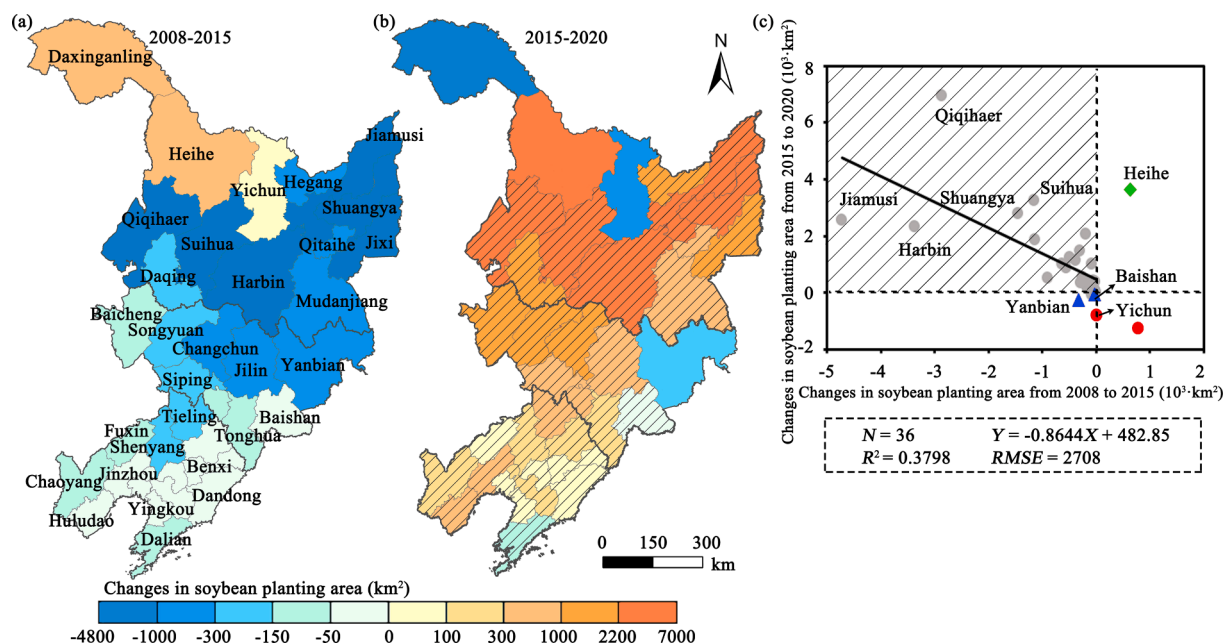 (a)
2008-2015
Daxinganling
Heihe
Jiamusi
Yichun
Hegang
Qiqihaer
Shuangya
Suihua
Qitaihe
Jixi
Daqing
Harbin
Mudanjiang
Baicheng
Songyuan
Changchun
Jilin
Yanbian
Siping
Tieling
Baishan
Fuxin
Tonghua
Shenyang
Jinzhou
Benxi
Chaoyang
Dandong
Yingkou
Huludao
Dalian
(b)
2015-2020
N
0 150 300
km
Changes in soybean planting area (km²)
-4800 -1000 -300 -150 -50 0 100 300 1000 2200 7000
(c)
Changes in soybean planting area from 2015 to 2020 (10³·km²)
8
6
4
2
0
-2
Qiqihaer
Heihe
Jiamusi
Shuangya
Suihua
Harbin
Baishan
Yanbian
Yichun
-5 -4 -3 -2 -1 0 1 2
Changes in soybean planting area from 2008 to 2015 (10³·km²)
N = 36 Y = -0.8644X + 482.85
R² = 0.3798 RMSE = 2708